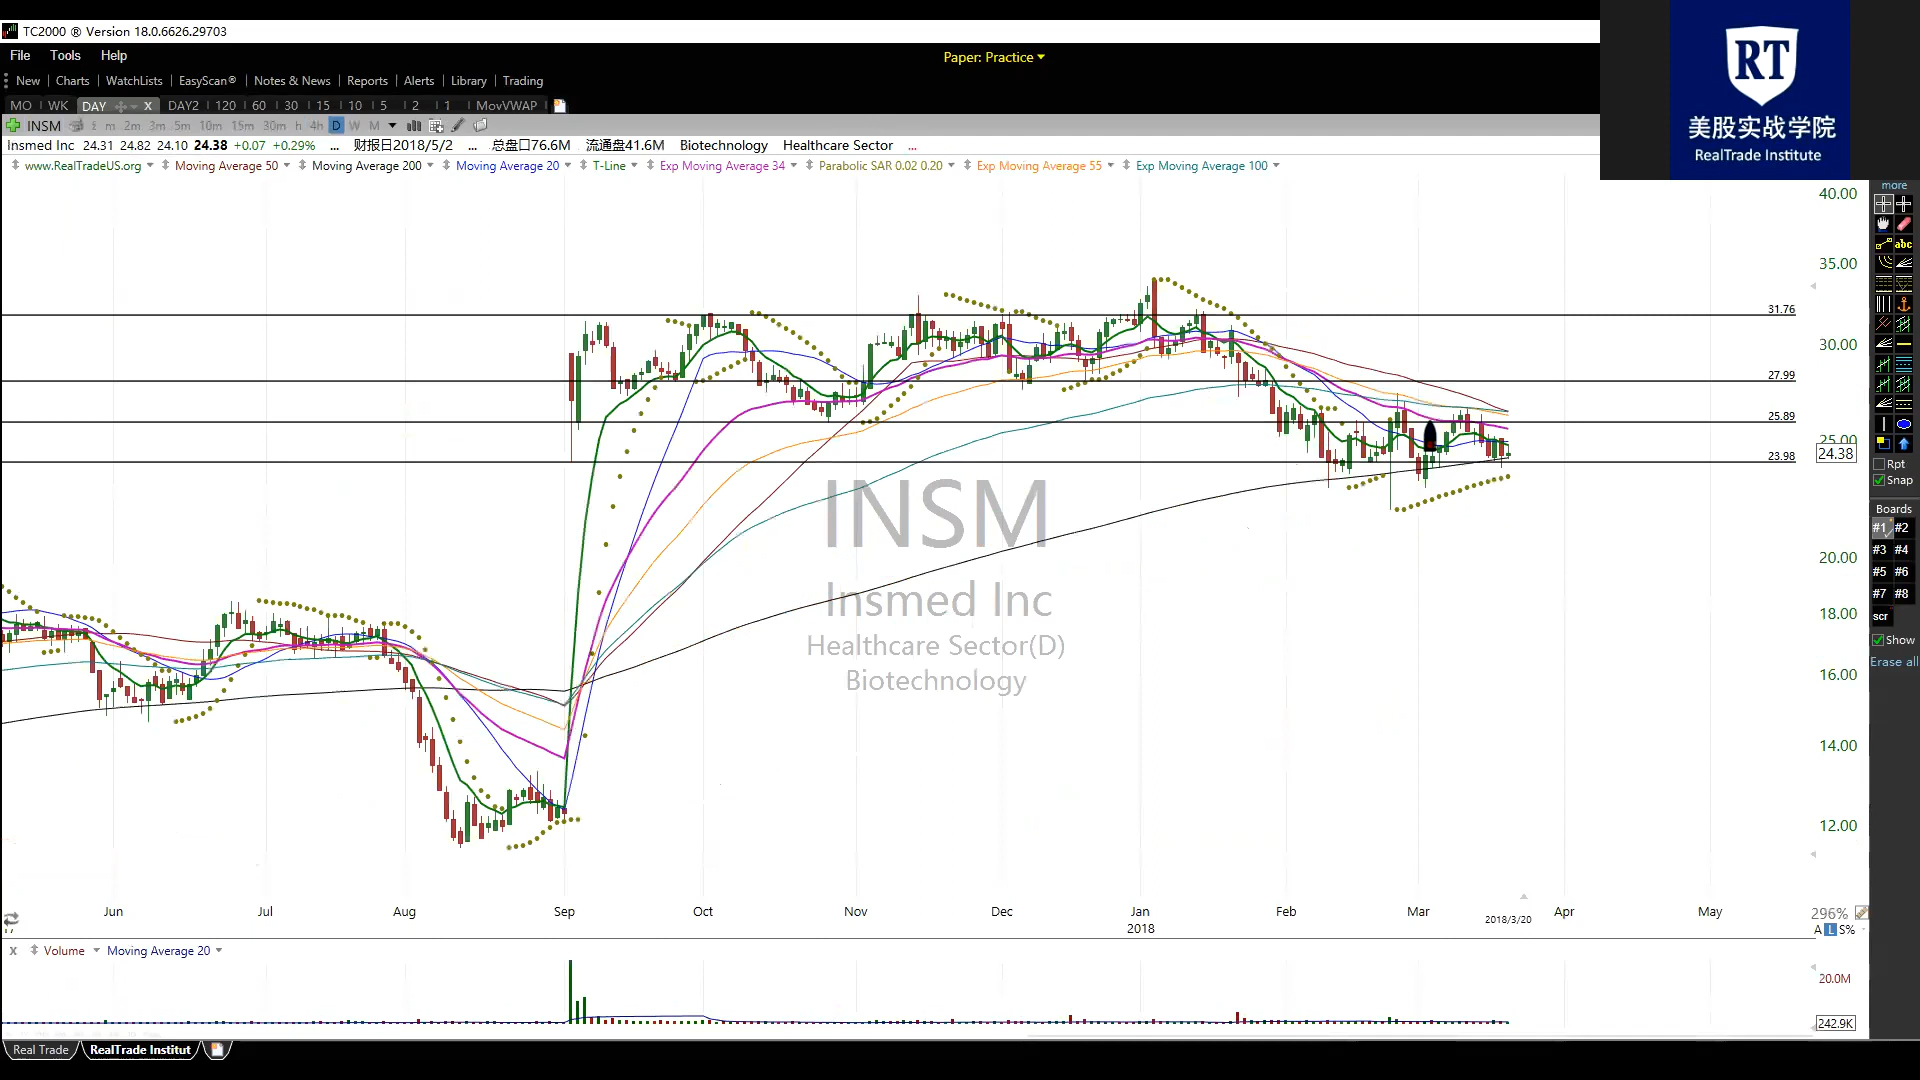 TC2000 ® Version 18.0.6626.29703
File Tools Help
Paper: Practice
New Charts WatchLists EasyScan® Notes & News Reports Alerts Library Trading
MO WK DAY X DAY2 120 60 30 15 10 5 2 1 MovVWAP
INSM m 2m 3m 5m 10m 15m 30m h 4h D W M
Insmed Inc 24.31 24.82 24.10 24.38 +0.07 +0.29% ... 财报日2018/5/2 ... 总盘口76.6M 流通盘41.6M Biotechnology Healthcare Sector ...
www.RealTradeUS.org Moving Average 50 Moving Average 200 Moving Average 20 T-Line Exp Moving Average 34 Parabolic SAR 0.02 0.20 Exp Moving Average 55 Exp Moving Average 100
RT
美股实战学院
RealTrade Institute
more
abc
40.00
35.00
31.76
30.00
27.99
25.89
25.00
24.38
23.98
20.00
18.00
16.00
14.00
12.00
INSM
Insmed Inc
Healthcare Sector(D)
Biotechnology
Rpt
Snap
Boards
#1 #2
#3 #4
#5 #6
#7 #8
scr
Show
Erase all
Jun Jul Aug Sep Oct Nov Dec Jan Feb Mar 2018/3/20 Apr May
2018
296%
A L S%
x Volume Moving Average 20
20.0M
242.9K
Real Trade RealTrade Institut